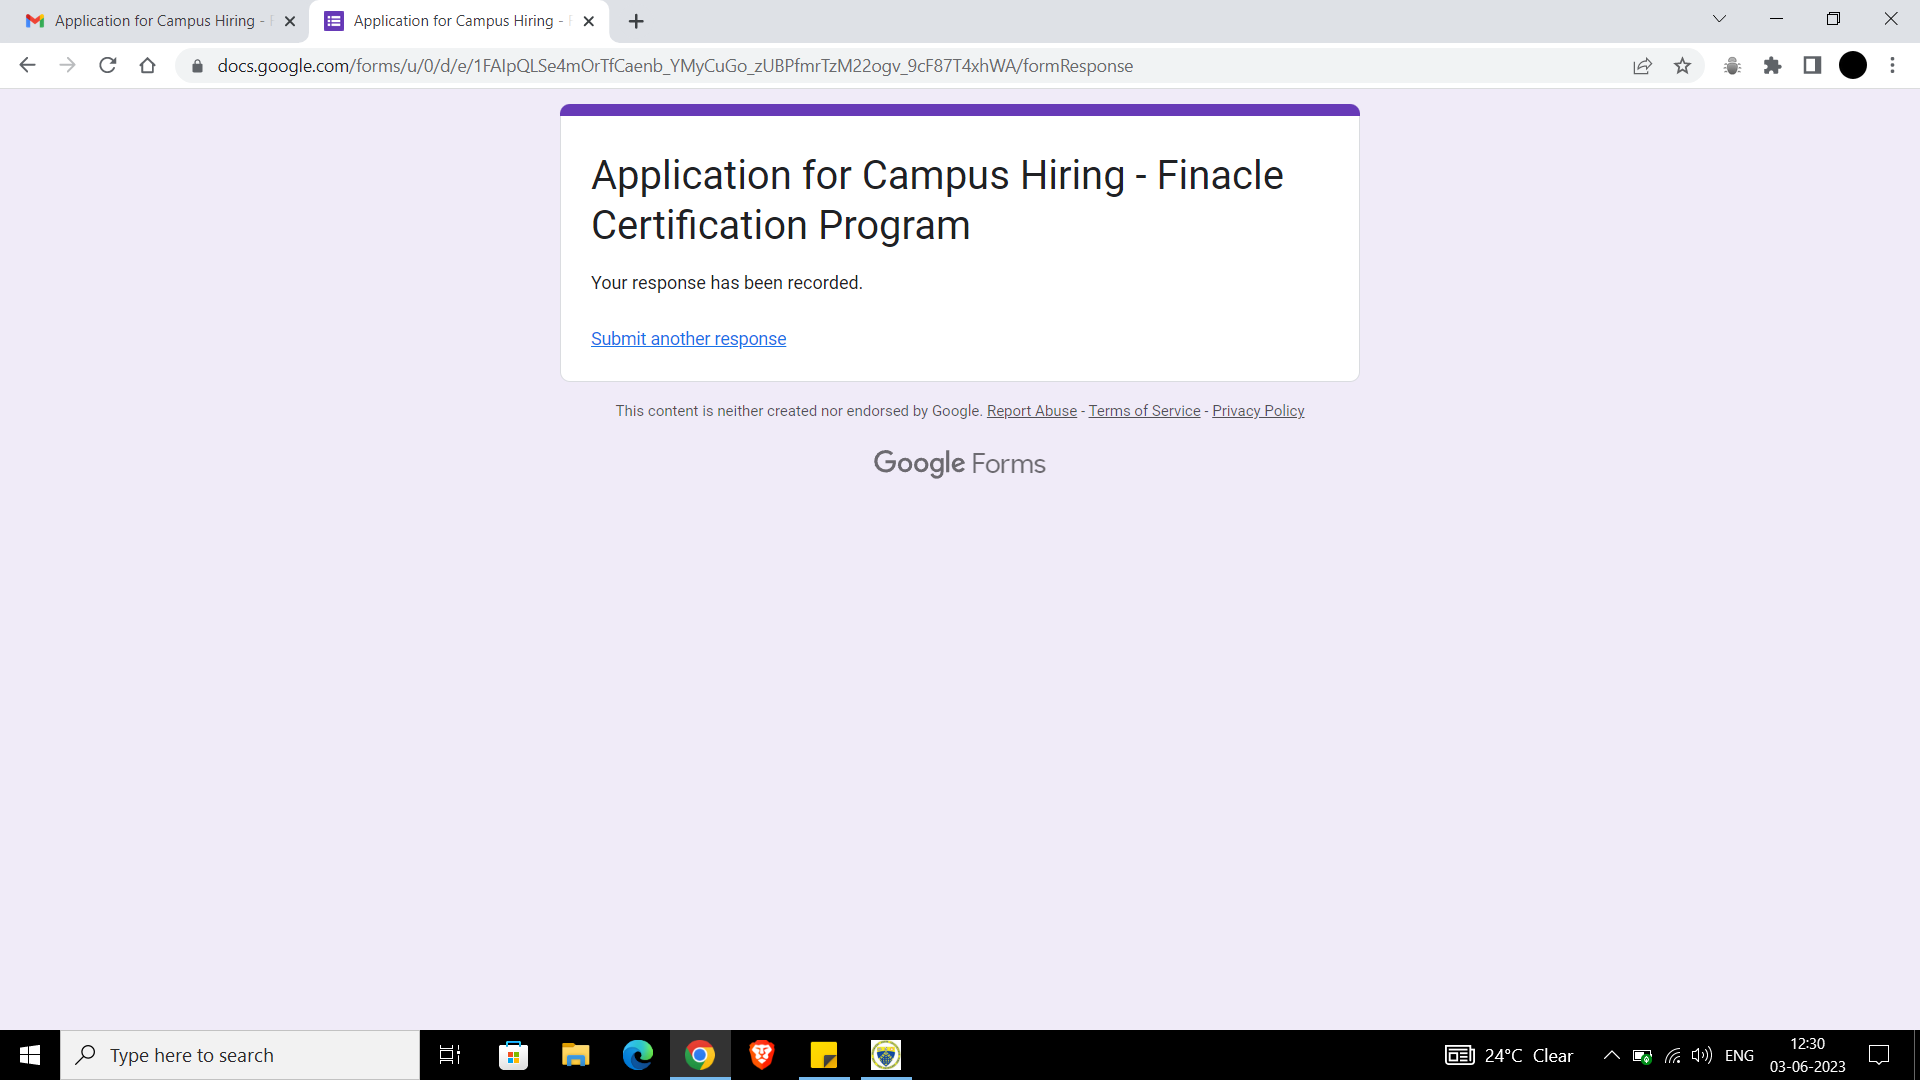 Application for Campus Hiring -
Application for Campus Hiring -
docs.google.com/forms/u/0/d/e/1FAIpQLSe4mOrTfCaenb_YMyCuGo_zUBPfmrTzM22ogv_9cF87T4xhWA/formResponse
Application for Campus Hiring - Finacle
Certification Program
Your response has been recorded.
Submit another response
This content is neither created nor endorsed by Google. Report Abuse - Terms of Service - Privacy Policy
Google Forms
Type here to search
24°C Clear
ENG
12:30
03-06-2023